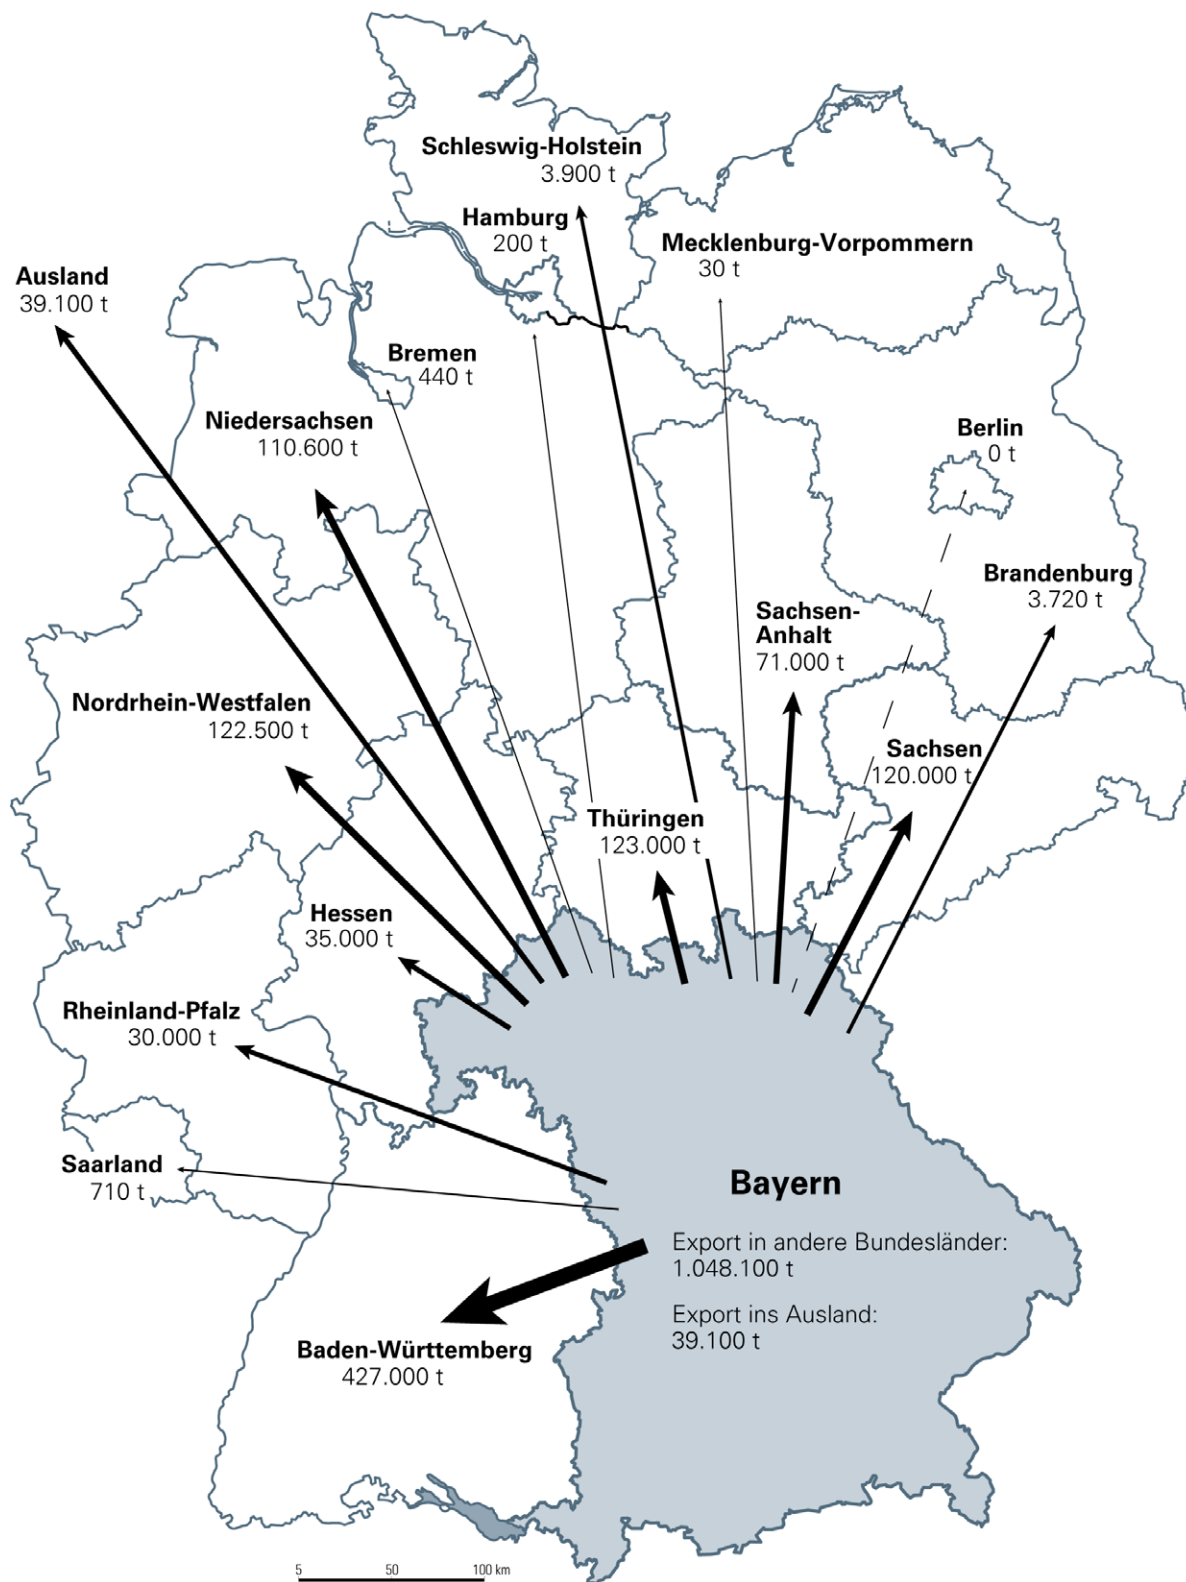 Schleswig-Holstein
3.900 t
Hamburg
200 t
Mecklenburg-Vorpommern
30 t
Ausland
39.100 t
Bremen
440 t
Niedersachsen
110.600 t
Berlin
0 t
Brandenburg
3.720 t
Sachsen-
Anhalt
71.000 t
Nordrhein-Westfalen
122.500 t
Sachsen
120.000 t
Thüringen
123.000 t
Hessen
35.000 t
Rheinland-Pfalz
30.000 t
Saarland
710 t
Bayern
Export in andere Bundesländer:
1.048.100 t
Export ins Ausland:
39.100 t
Baden-Württemberg
427.000 t
5 50 100 km